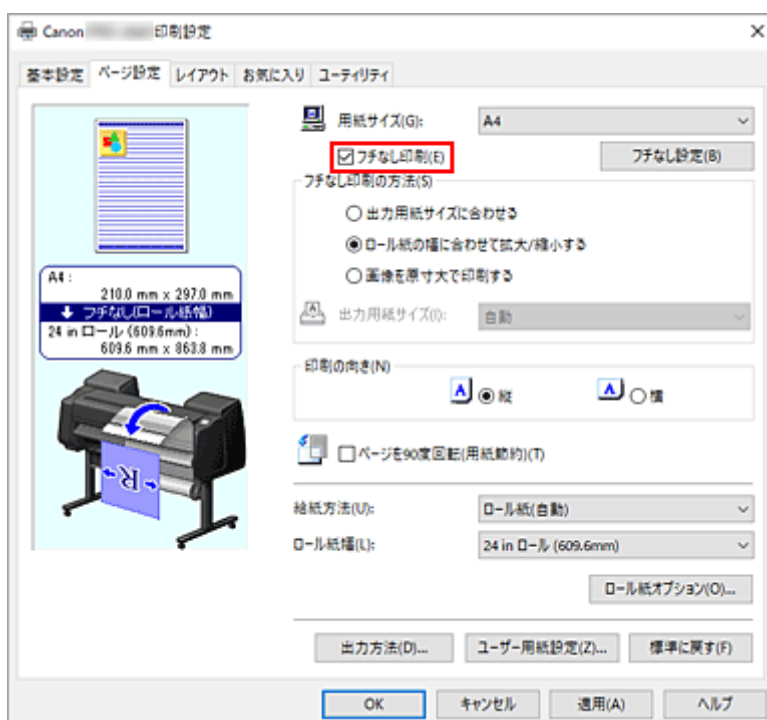 Canon 印刷設定
基本設定 ページ設定 レイアウト お気に入り ユーティリティ
用紙サイズ(G): A4
フチなし印刷(E) フチなし設定(B)
フチなし印刷の方法(S)
出力用紙サイズに合わせる
ロール紙の幅に合わせて拡大/縮小する
画像を原寸大で印刷する
出力用紙サイズ(I): 自動
A4 :
210.0 mm x 297.0 mm
フチなし(ロール紙幅)
24 in ロール (609.6mm) :
609.6 mm x 863.8 mm
印刷の向き(N)
A 縦 A 横
ページを90度回転(用紙節約)(T)
R
給紙方法(U): ロール紙(自動)
ロール紙幅(L): 24 in ロール (609.6mm)
ロール紙オプション(O)...
出力方法(D)... ユーザー用紙設定(Z)... 標準に戻す(F)
OK キャンセル 適用(A) ヘルプ